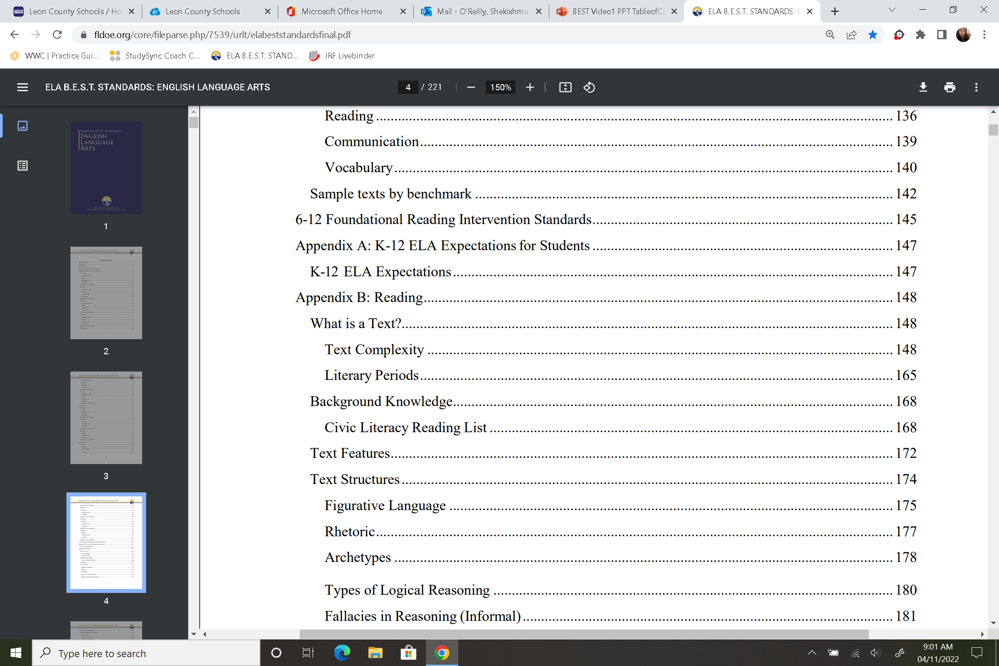 Leon County Schools / Ho
Leon County Schools
Microsoft Office Home
Mail - O'Reilly, Shekishma
BEST Video1 PPT TableofCo
ELA B.E.S.T. STANDARDS: E
fldoe.org/core/fileparse.php/7539/urlt/elabeststandardsfinal.pdf
WWC | Practice Gui...
StudySync Coach C...
ELA B.E.S.T. STAND...
JRF Livebinder
ELA B.E.S.T. STANDARDS: ENGLISH LANGUAGE ARTS
4 / 221
150%
FLORIDA'S B.E.S.T. STANDARDS
ENGLISH
LANGUAGE
ARTS
1
Table of Contents
2
3
4
Reading 136
Communication 139
Vocabulary 140
Sample texts by benchmark 142
6-12 Foundational Reading Intervention Standards 145
Appendix A: K-12 ELA Expectations for Students 147
K-12 ELA Expectations 147
Appendix B: Reading 148
What is a Text? 148
Text Complexity 148
Literary Periods 165
Background Knowledge 168
Civic Literacy Reading List 168
Text Features 172
Text Structures 174
Figurative Language 175
Rhetoric 177
Archetypes 178
Types of Logical Reasoning 180
Fallacies in Reasoning (Informal) 181
Type here to search
9:01 AM
04/11/2022